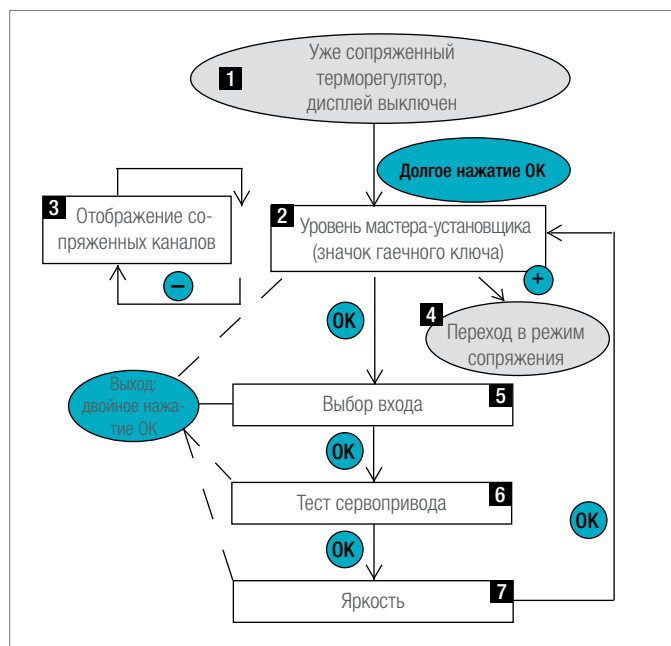 1
Уже сопряженный
терморегулятор,
дисплей выключен
Долгое нажатие OK
3
Отображение со-
пряженных каналов
−
2
Уровень мастера-установщика
(значок гаечного ключа)
+
OK
4
Переход в режим
сопряжения
Выход:
двойное нажа-
тие OK
Выбор входа
5
OK
Тест сервопривода
6
OK
OK
Яркость
7